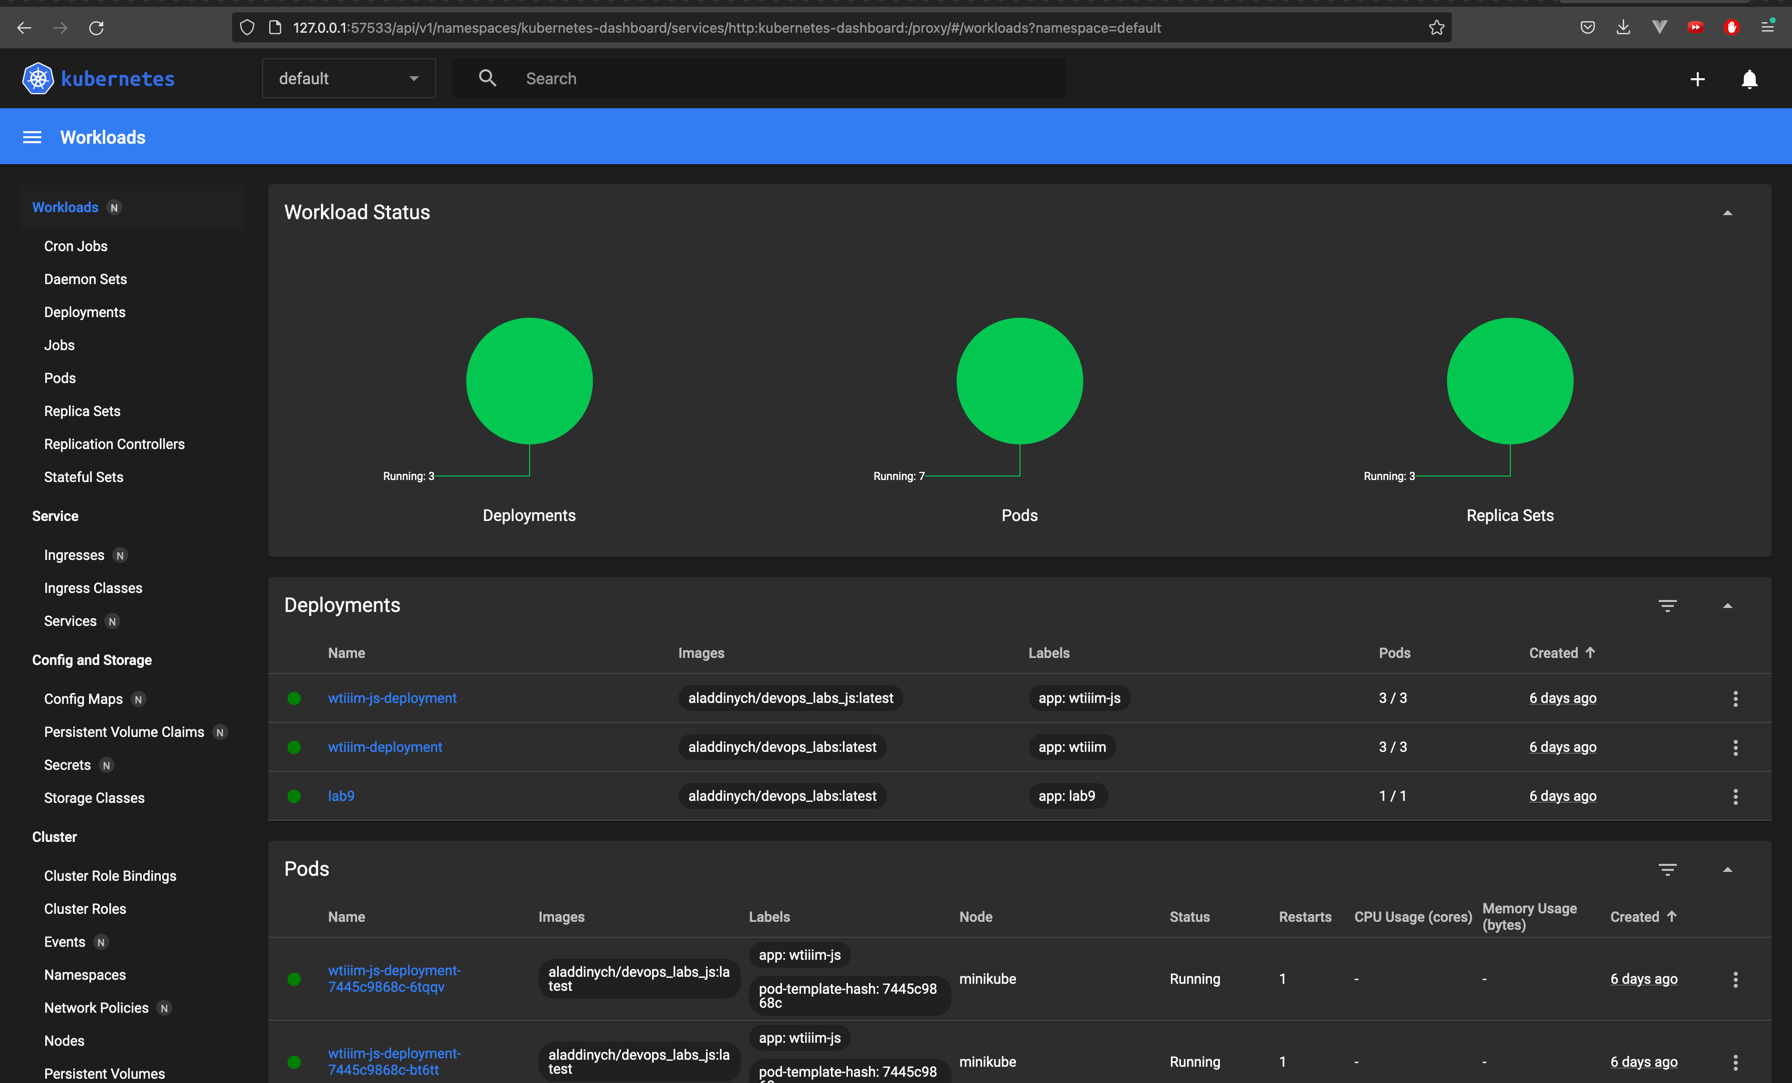 127.0.0.1:57533/api/v1/namespaces/kubernetes-dashboard/services/http:kubernetes-dashboard:/proxy/#/workloads?namespace=default
kubernetes
default
Search
Workloads
Workloads N
Cron Jobs
Daemon Sets
Deployments
Jobs
Pods
Replica Sets
Replication Controllers
Stateful Sets
Service
Ingresses N
Ingress Classes
Services N
Config and Storage
Config Maps N
Persistent Volume Claims N
Secrets N
Storage Classes
Cluster
Cluster Role Bindings
Cluster Roles
Events N
Namespaces
Network Policies N
Nodes
Persistent Volumes
Workload Status
Running: 3
Deployments
Running: 7
Pods
Running: 3
Replica Sets
Deployments
Name Images Labels Pods Created
wtiiim-js-deployment aladdinych/devops_labs_js:latest app: wtiiim-js 3 / 3 6 days ago
wtiiim-deployment aladdinych/devops_labs:latest app: wtiiim 3 / 3 6 days ago
lab9 aladdinych/devops_labs:latest app: lab9 1 / 1 6 days ago
Pods
Name Images Labels Node Status Restarts CPU Usage (cores) Memory Usage (bytes) Created
wtiiim-js-deployment-
7445c9868c-6tqqv
aladdinych/devops_labs_js:la
test
app: wtiiim-js
pod-template-hash: 7445c98
68c
minikube Running 1 - - 6 days ago
wtiiim-js-deployment-
7445c9868c-bt6tt
aladdinych/devops_labs_js:la
test
app: wtiiim-js
pod-template-hash: 7445c98
minikube Running 1 - - 6 days ago